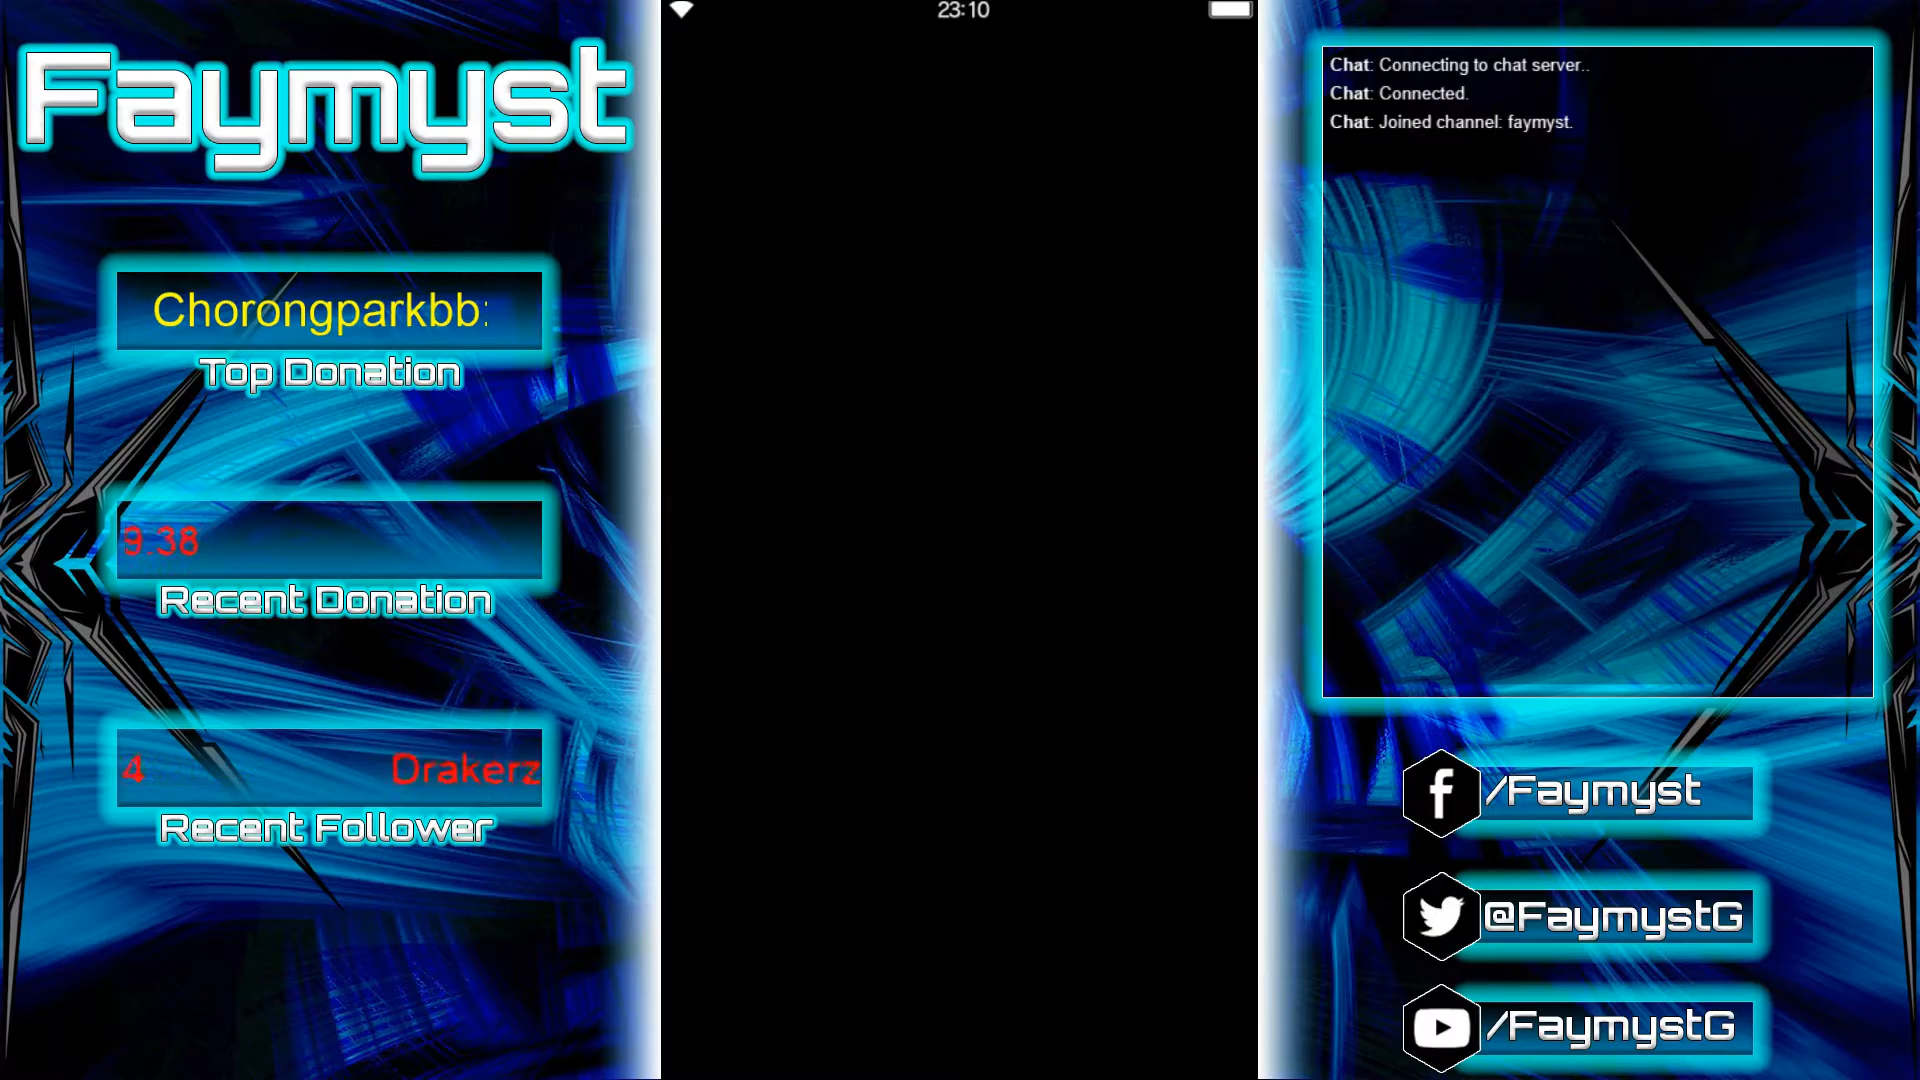 Faymyst
Chorongparkbb:
Top Donation
9.38
Recent Donation
4 Drakerz
Recent Follower
23:10
Chat: Connecting to chat server..
Chat: Connected.
Chat: Joined channel: faymyst.
/Faymyst
@FaymystG
/FaymystG